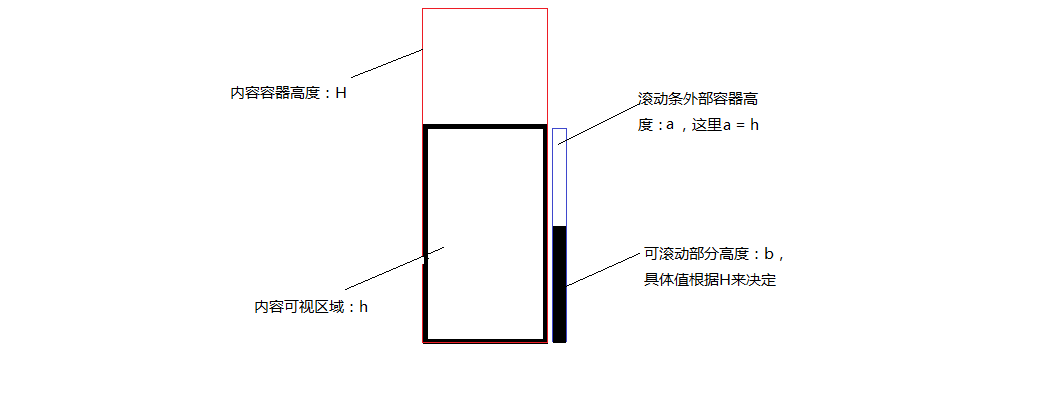 内容容器高度：H
滚动条外部容器高
度：a ，这里a = h
可滚动部分高度：b，
具体值根据H来决定
内容可视区域：h